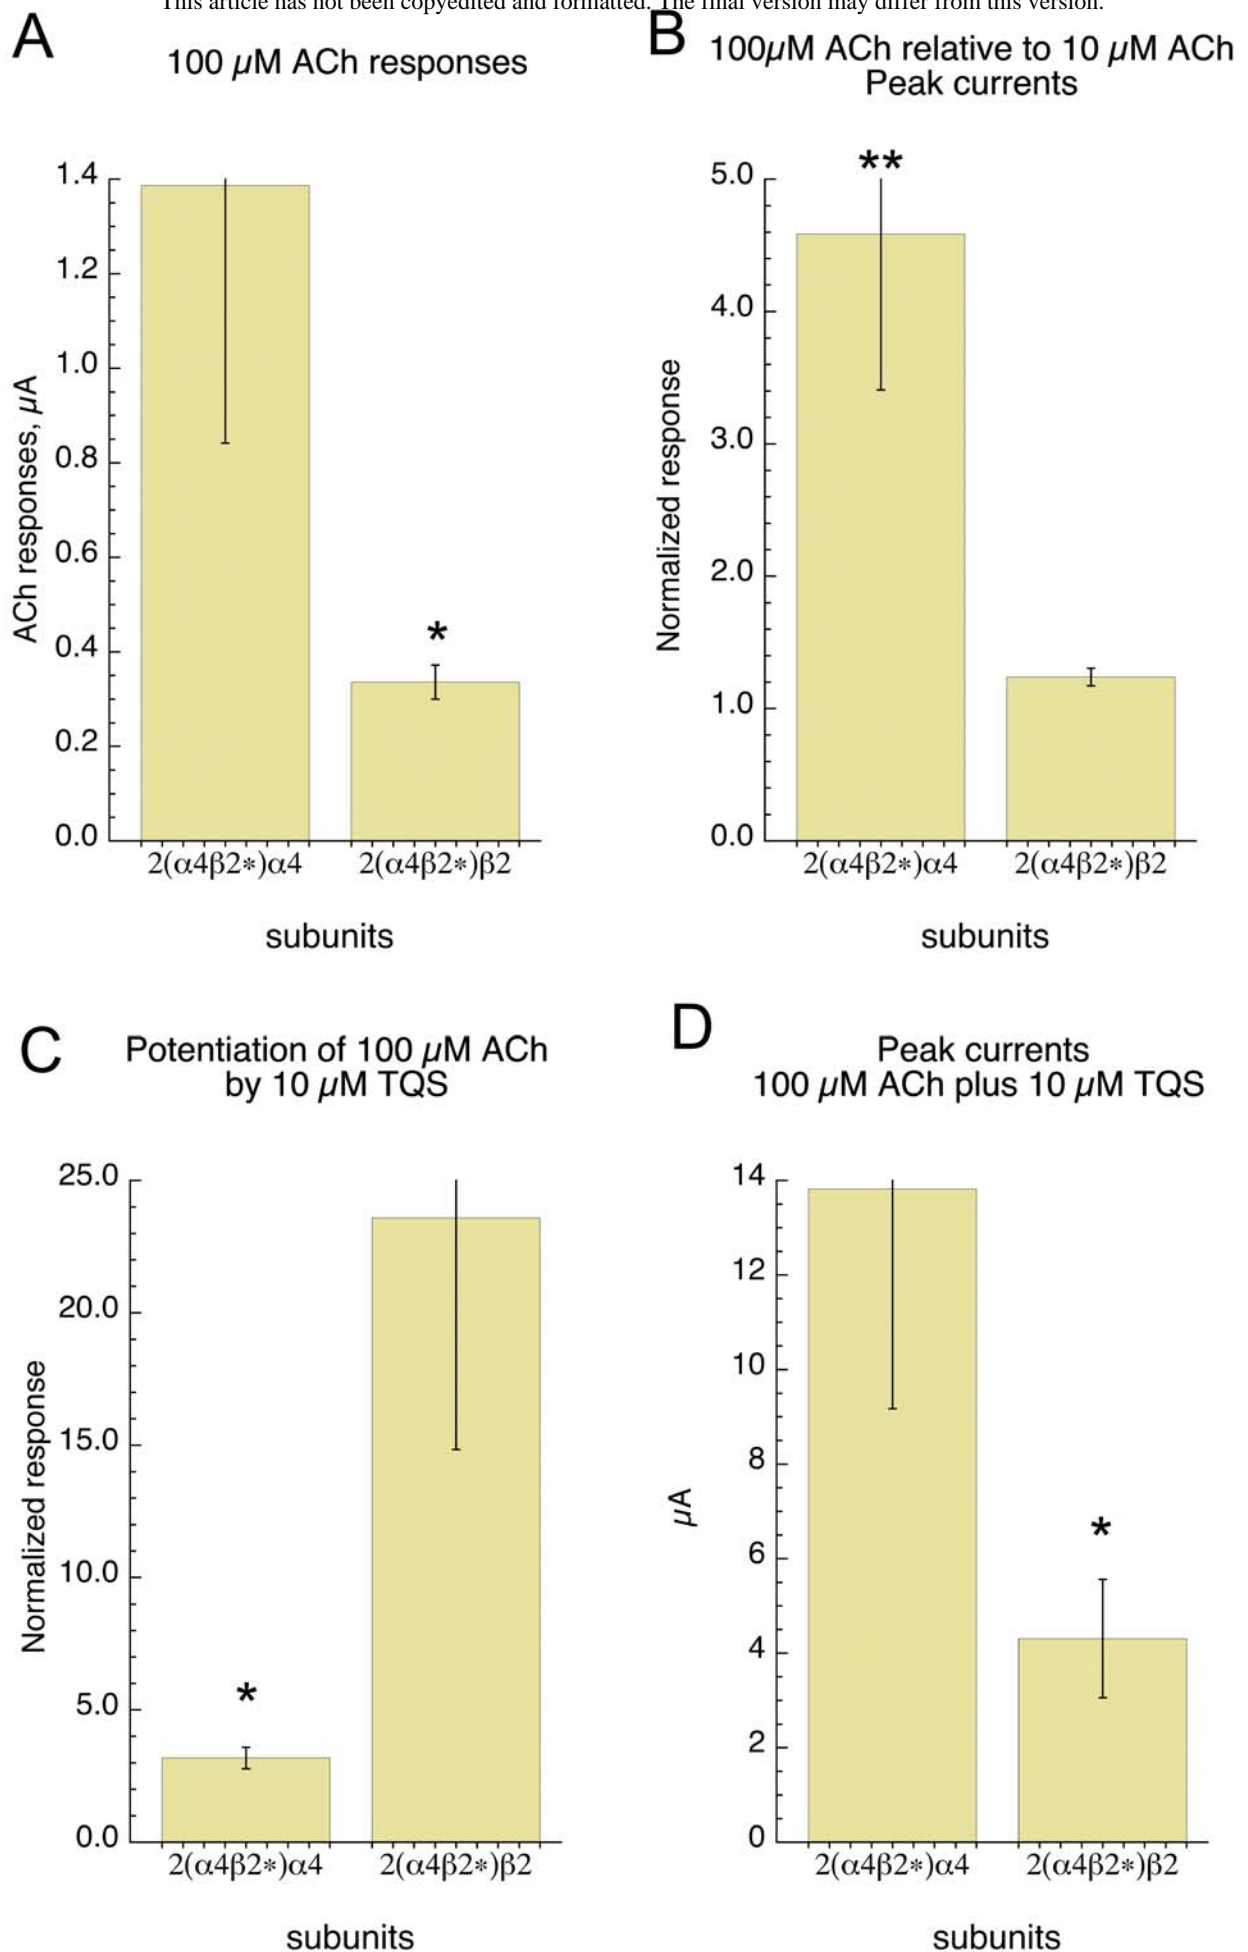 This article has not been copyedited and formatted. The final version may differ from this version.
A
100 µM ACh responses
1.4
1.2
1.0
0.8
0.6
0.4
0.2
0.0
ACh responses, µA
*
2(α4β2*)α4
2(α4β2*)β2
subunits
B
100µM ACh relative to 10 µM ACh
Peak currents
5.0
4.0
3.0
2.0
1.0
0.0
Normalized response
**
2(α4β2*)α4
2(α4β2*)β2
subunits
C
Potentiation of 100 µM ACh
by 10 µM TQS
25.0
20.0
15.0
10.0
5.0
0.0
Normalized response
*
2(α4β2*)α4
2(α4β2*)β2
subunits
D
Peak currents
100 µM ACh plus 10 µM TQS
14
12
10
8
6
4
2
0
µA
*
2(α4β2*)α4
2(α4β2*)β2
subunits